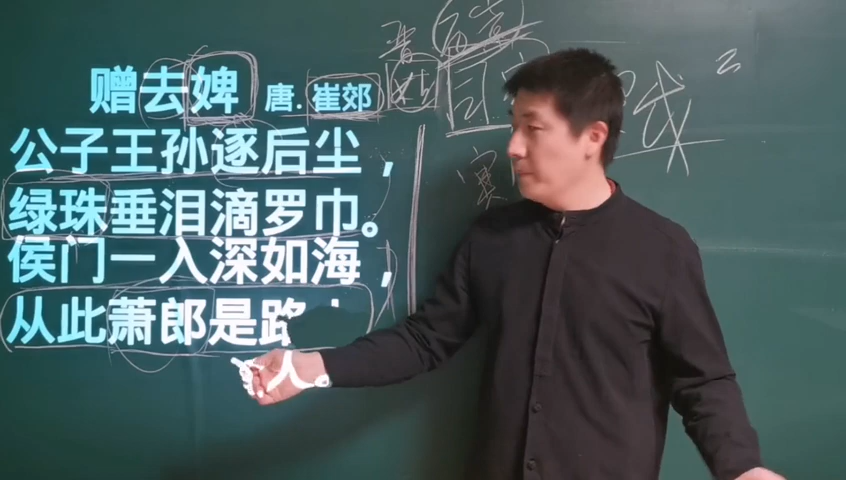 赠去婢 唐.崔郊
公子王孙逐后尘，
绿珠垂泪滴罗巾。
侯门一入深如海，
从此萧郎是路人。